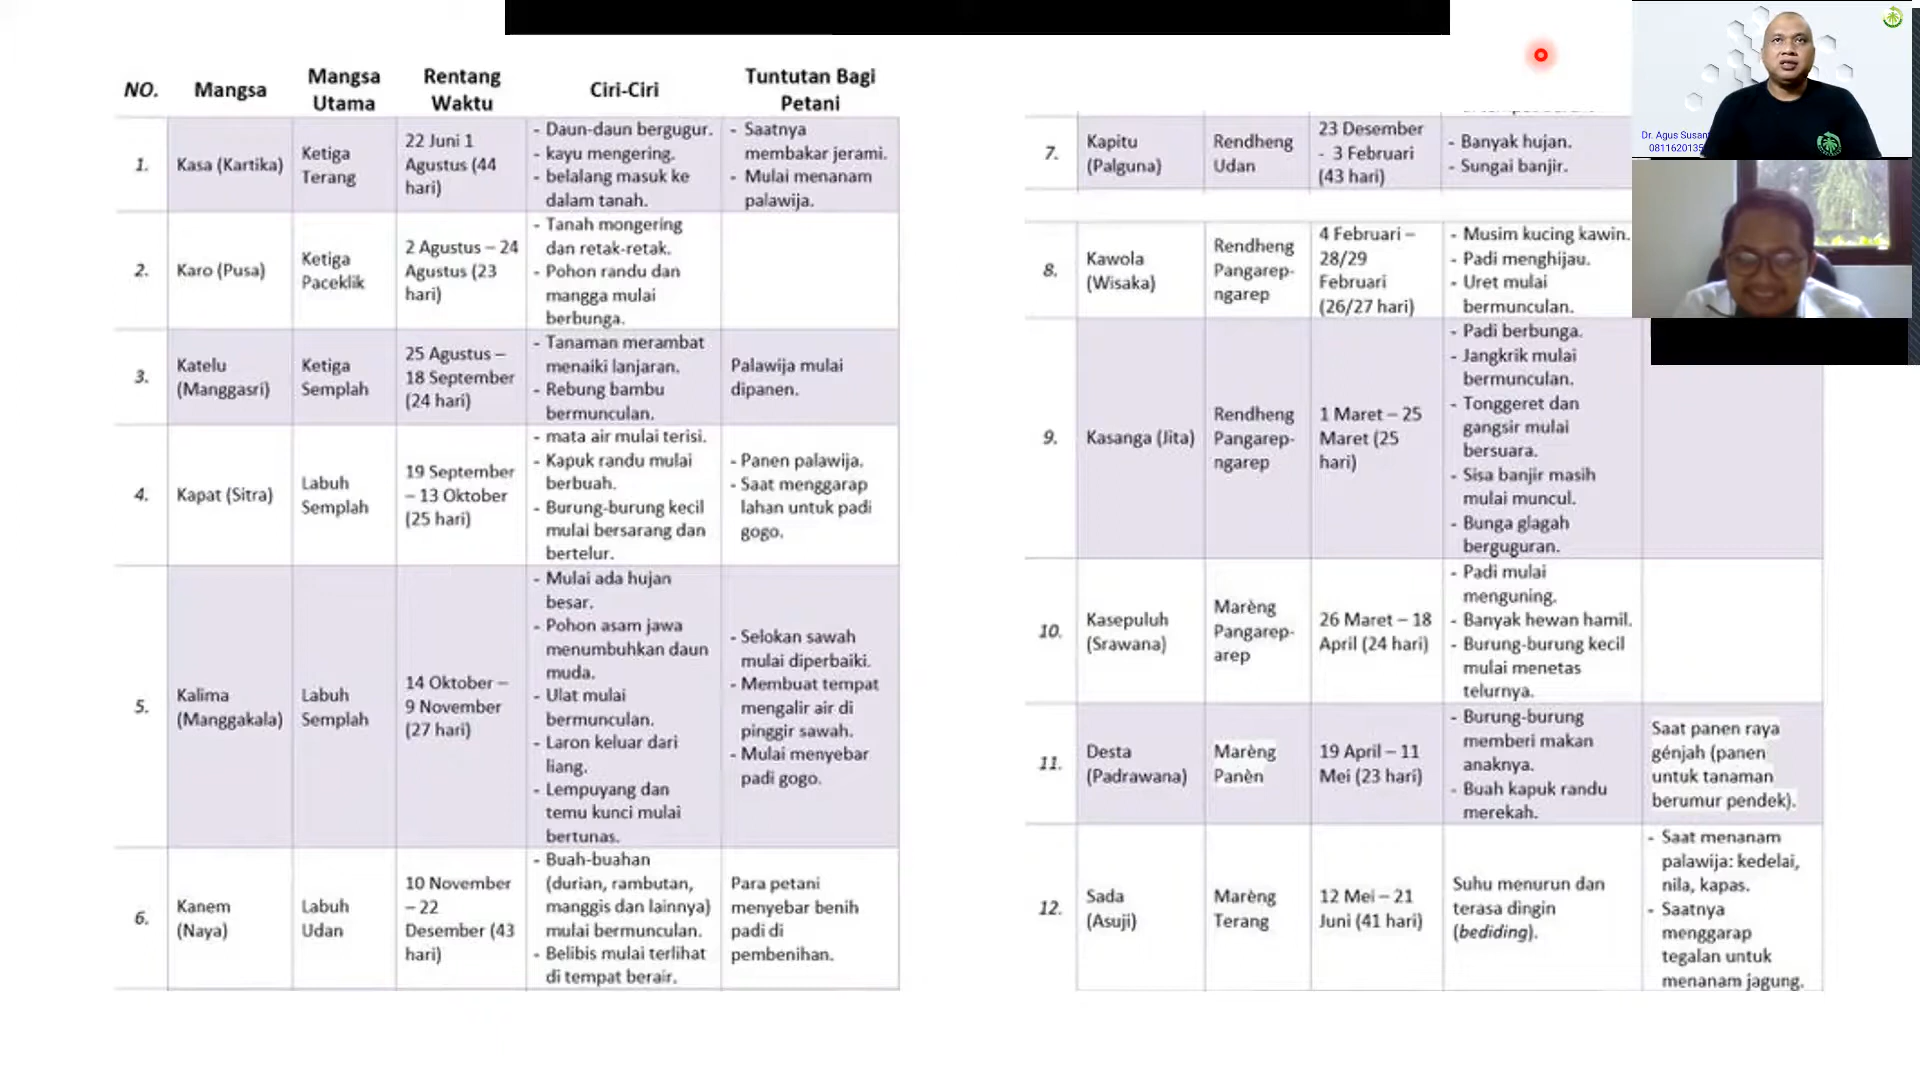 NO.
Mangsa
Mangsa
Utama
Rentang
Waktu
Ciri-Ciri
Tuntutan Bagi
Petani
1.
Kasa (Kartika)
Ketiga
Terang
22 Juni 1
Agustus (44
hari)
- Daun-daun bergugur.
- kayu mengering.
- belalang masuk ke
dalam tanah.
- Saatnya
membakar jerami.
- Mulai menanam
palawija.
2.
Karo (Pusa)
Ketiga
Paceklik
2 Agustus – 24
Agustus (23
hari)
- Tanah mongering
dan retak-retak.
- Pohon randu dan
mangga mulai
berbunga.
3.
Katelu
(Manggasri)
Ketiga
Semplah
25 Agustus –
18 September
(24 hari)
- Tanaman merambat
menaiki lanjaran.
- Rebung bambu
bermunculan.
Palawija mulai
dipanen.
4.
Kapat (Sitra)
Labuh
Semplah
19 September
– 13 Oktober
(25 hari)
- mata air mulai terisi.
- Kapuk randu mulai
berbuah.
- Burung-burung kecil
mulai bersarang dan
bertelur.
- Panen palawija.
- Saat menggarap
lahan untuk padi
gogo.
5.
Kalima
(Manggakala)
Labuh
Semplah
14 Oktober –
9 November
(27 hari)
- Mulai ada hujan
besar.
- Pohon asam jawa
menumbuhkan daun
muda.
- Ulat mulai
bermunculan.
- Laron keluar dari
liang.
- Lempuyang dan
temu kunci mulai
bertunas.
- Selokan sawah
mulai diperbaiki.
- Membuat tempat
mengalir air di
pinggir sawah.
- Mulai menyebar
padi gogo.
6.
Kanem
(Naya)
Labuh
Udan
10 November
– 22
Desember (43
hari)
- Buah-buahan
(durian, rambutan,
manggis dan lainnya)
mulai bermunculan.
- Belibis mulai terlihat
di tempat berair.
Para petani
menyebar benih
padi di
pembenihan.
7.
Kapitu
(Palguna)
Rendheng
Udan
23 Desember
- 3 Februari
(43 hari)
- Banyak hujan.
- Sungai banjir.
8.
Kawola
(Wisaka)
Rendheng
Pangarep-
ngarep
4 Februari –
28/29
Februari
(26/27 hari)
- Musim kucing kawin.
- Padi menghijau.
- Uret mulai
bermunculan.
9.
Kasanga (Jita)
Rendheng
Pangarep-
ngarep
1 Maret – 25
Maret (25
hari)
- Padi berbunga.
- Jangkrik mulai
bermunculan.
- Tonggeret dan
gangsir mulai
bersuara.
- Sisa banjir masih
mulai muncul.
- Bunga glagah
berguguran.
10.
Kasepuluh
(Srawana)
Marèng
Pangarep-
arep
26 Maret – 18
April (24 hari)
- Padi mulai
menguning.
- Banyak hewan hamil.
- Burung-burung kecil
mulai menetas
telurnya.
11.
Desta
(Padrawana)
Marèng
Panèn
19 April – 11
Mei (23 hari)
- Burung-burung
memberi makan
anaknya.
- Buah kapuk randu
merekah.
Saat panen raya
génjah (panen
untuk tanaman
berumur pendek).
12.
Sada
(Asuji)
Marèng
Terang
12 Mei – 21
Juni (41 hari)
Suhu menurun dan
terasa dingin
(bediding).
- Saat menanam
palawija: kedelai,
nila, kapas.
- Saatnya
menggarap
tegalan untuk
menanam jagung.
Dr. Agus Susan
0811620135